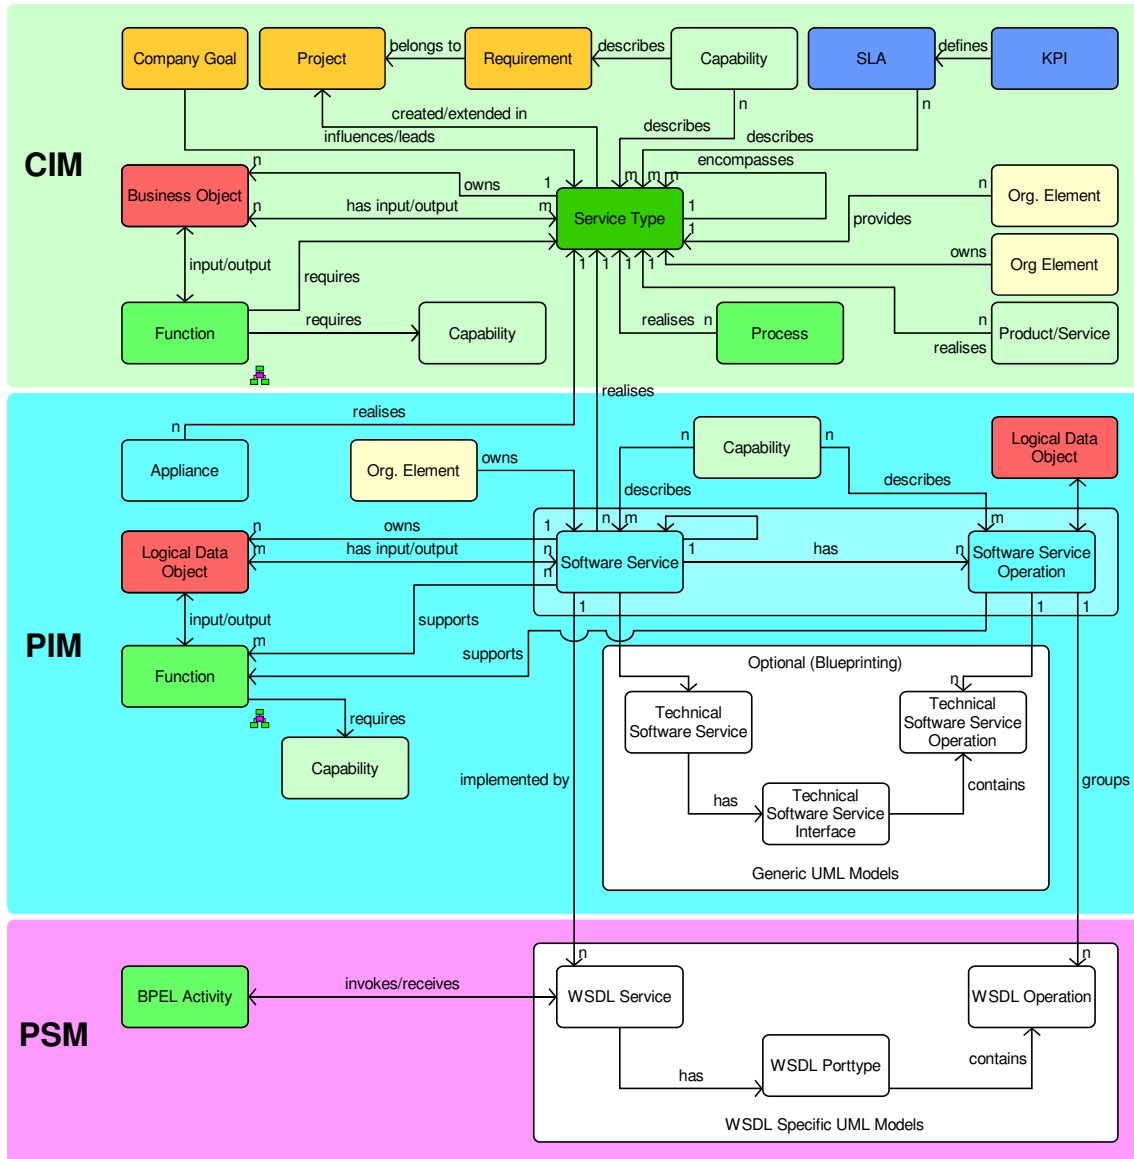 Company Goal
Project
belongs to
Requirement
describes
Capability
SLA
defines
KPI
n
n
created/extended in
influences/leads
describes
describes
encompasses
CIM
n
Business Object
owns
1
n
has input/output
m
m
m
n
Service Type
1
1
n
Org. Element
provides
owns
Org Element
input/output
requires
1
1
1
1
Function
requires
Capability
realises
n
Process
n
Product/Service
realises
realises
realises
n
Appliance
Org. Element
owns
n
Capability
n
Logical Data
Object
describes
describes
n
owns
1
n
m
m
Logical Data
Object
m
has input/output
n
n
Software Service
1
has
n
Software Service
Operation
input/output
supports
1
1
1
PIM
m
supports
Function
requires
Capability
Optional (Blueprinting)
n
Technical
Software Service
Technical
Software Service
Operation
implemented by
has
Technical
Software Service
Interface
contains
groups
Generic UML Models
n
n
PSM
BPEL Activity
invokes/receives
WSDL Service
WSDL Operation
has
WSDL Porttype
contains
WSDL Specific UML Models